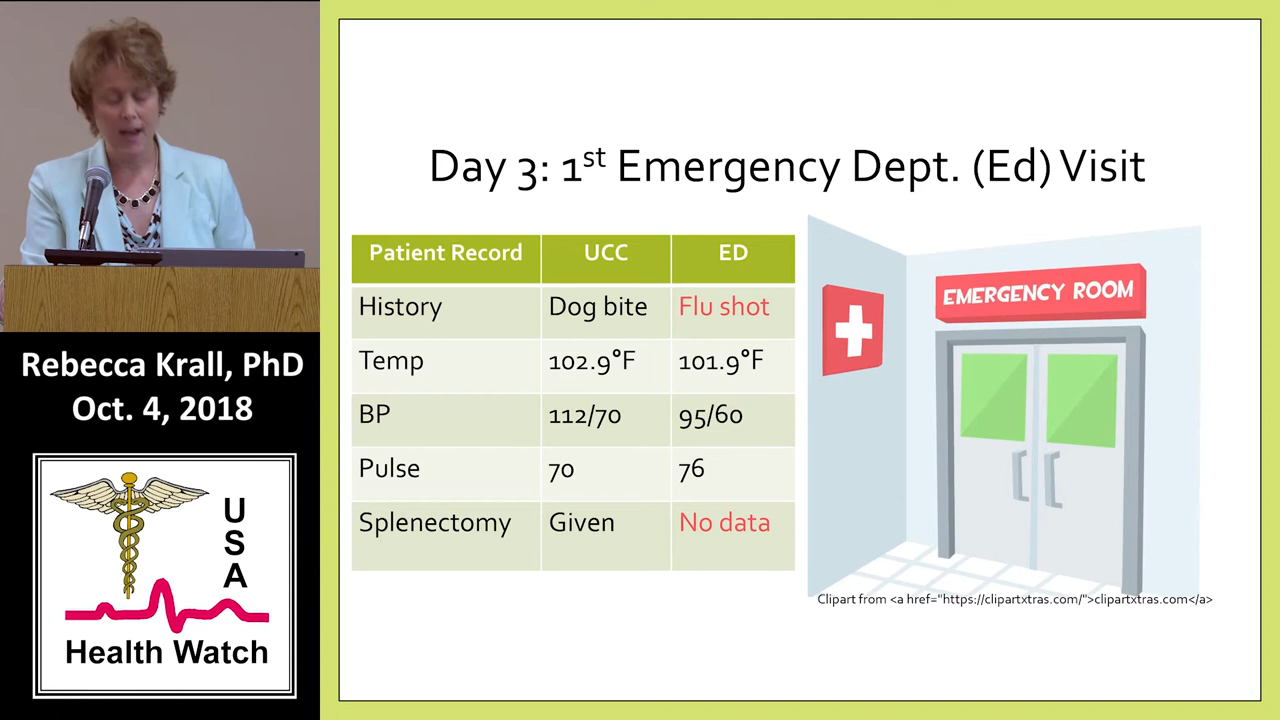 Day 3: 1st Emergency Dept. (Ed) Visit
Patient Record UCC ED
History Dog bite Flu shot
Temp 102.9°F 101.9°F
BP 112/70 95/60
Pulse 70 76
Splenectomy Given No data
EMERGENCY ROOM
Clipart from <a href="https://clipartxtras.com/">clipartxtras.com</a>
Rebecca Krall, PhD
Oct. 4, 2018
U
S
A
Health Watch